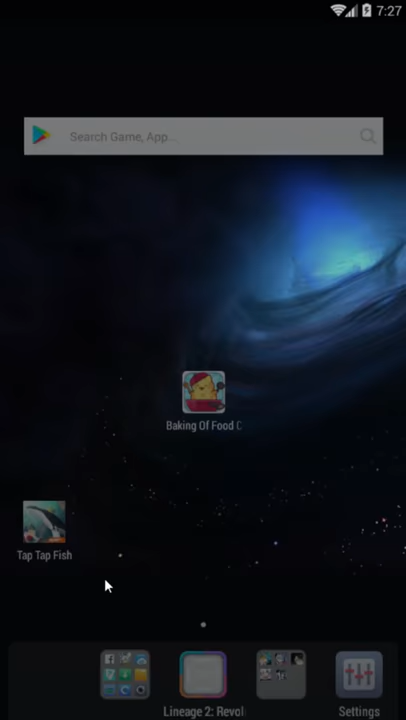 7:27
Search Game, App...
Baking Of Food C
Tap Tap Fish
Lineage 2: Revol
Settings